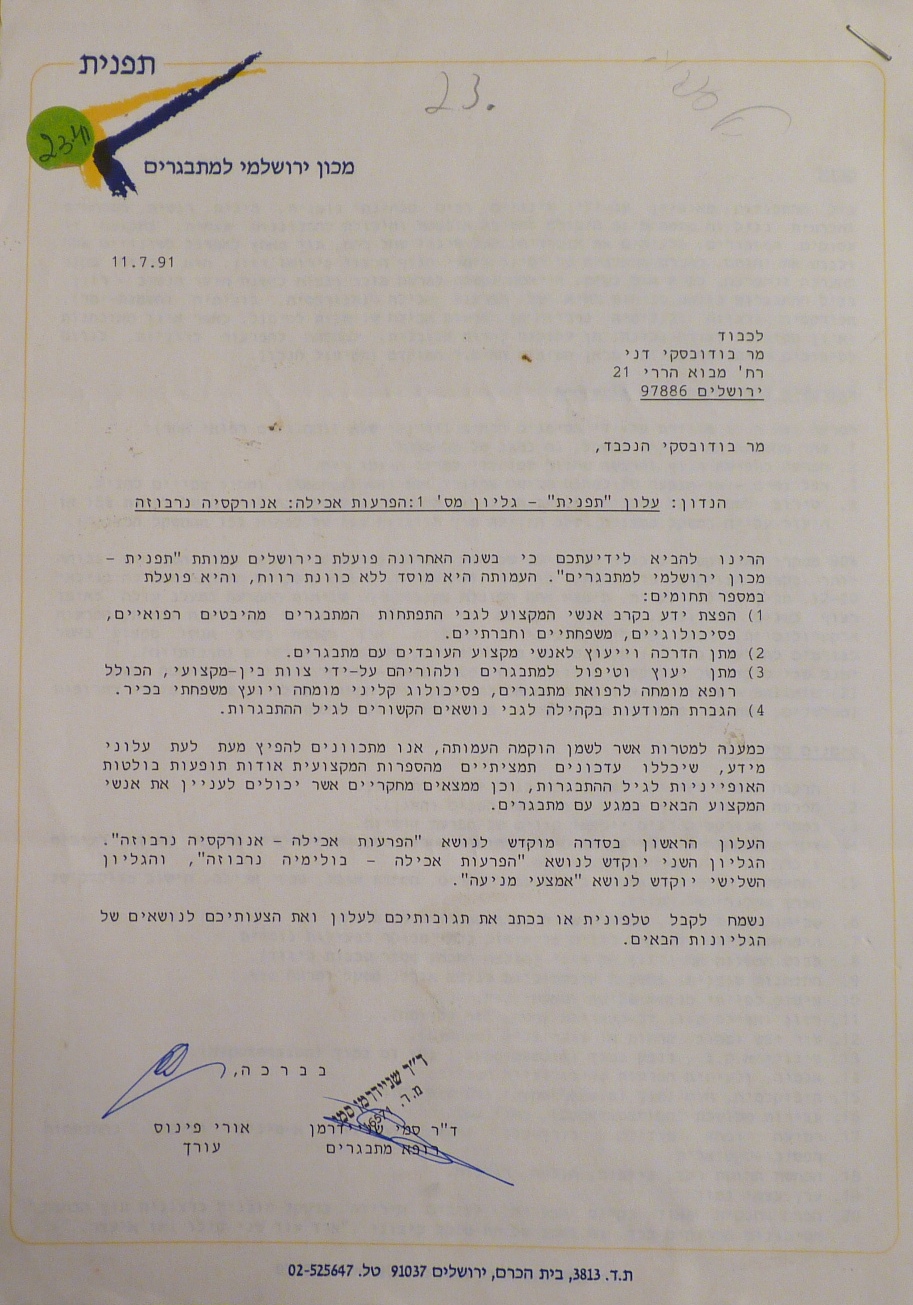 תפנית
23.
23.41
מכון ירושלמי למתבגרים
11.7.91
לכבוד
מר בודובסקי דני
רח' מבוא הררי 21
ירושלים 97886
מר בודובסקי הנכבד,
הנדון: עלון "תפנית" - גליון מס' 1:הפרעות אכילה: אנורקסיה נרבוזה
הרינו להביא לידיעתכם כי בשנה האחרונה פועלת בירושלים עמותת "תפנית -
מכון ירושלמי למתבגרים". העמותה היא מוסד ללא כוונת רווח, והיא פועלת
במספר תחומים:
1) הפצת ידע בקרב אנשי המקצוע לגבי התפתחות המתבגרים מהיבטים רפואיים,
פסיכולוגיים, משפחתיים וחברתיים.
2) מתן הדרכה וייעוץ לאנשי מקצוע העובדים עם מתבגרים.
3) מתן יעוץ וטיפול למתבגרים ולהוריהם על-ידי צוות בין-מקצועי, הכולל
רופא מומחה לרפואת מתבגרים, פסיכולוג קליני מומחה ויועץ משפחתי בכיר.
4) הגברת המודעות בקהילה לגבי נושאים הקשורים לגיל ההתבגרות.
כמענה למטרות אשר לשמן הוקמה העמותה, אנו מתכוונים להפיץ מעת לעת עלוני
מידע, שיכללו עדכונים תמציתיים מהספרות המקצועית אודות תופעות בולטות
האופייניות לגיל ההתבגרות, וכן ממצאים מחקריים אשר יכולים לעניין את אנשי
המקצוע הבאים במגע עם מתבגרים.
העלון הראשון בסדרה מוקדש לנושא "הפרעות אכילה - אנורקסיה נרבוזה".
הגליון השני יוקדש לנושא "הפרעות אכילה - בולימיה נרבוזה", והגליון
השלישי יוקדש לנושא "אמצעי מניעה".
נשמח לקבל טלפונית או בכתב את תגובותיכם לעלון ואת הצעותיכם לנושאים של
הגליונות הבאים.
ב ב ר כ ה,
ד"ר שניידרמן סמי
מ.ר.
ד"ר סמי שניידרמן אורי פינוס
רופא מתבגרים עורך
ת.ד. 3813, בית הכרם, ירושלים 91037 טל. 02-525647